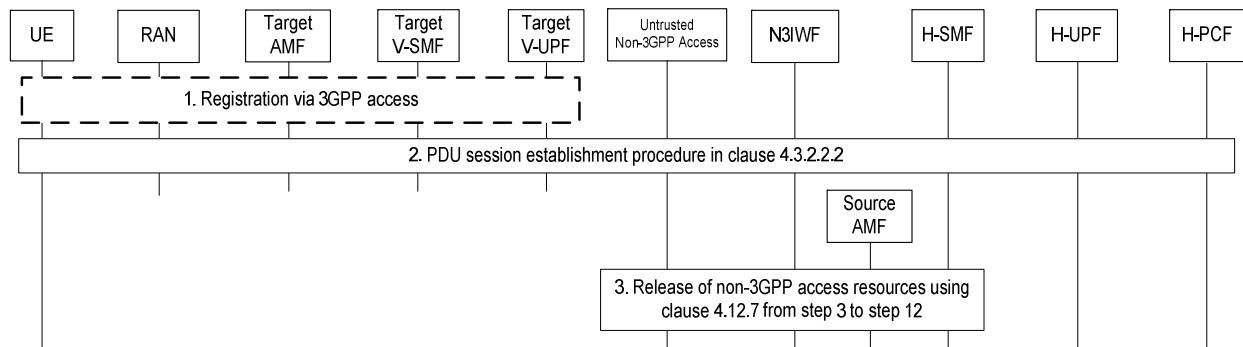 UE
RAN
Target
AMF
Target
V-SMF
Target
V-UPF
Untrusted
Non-3GPP Access
N3IWF
H-SMF
H-UPF
H-PCF
1. Registration via 3GPP access
2. PDU session establishment procedure in clause 4.3.2.2.2
Source
AMF
3. Release of non-3GPP access resources using
clause 4.12.7 from step 3 to step 12